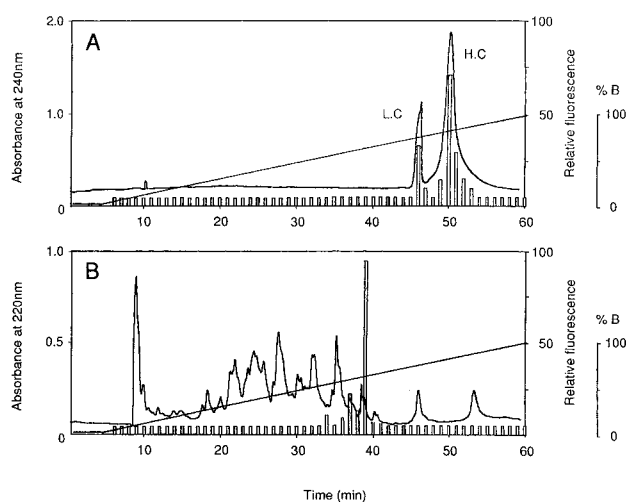 A
B
Absorbance at 240nm
2.0
1.0
0
L.C
H.C
10
20
30
40
50
60
100
50
0
Relative fluorescence
% B
100
0
Absorbance at 220nm
1.0
0.5
0
10
20
30
40
50
60
100
50
0
Relative fluorescence
% B
100
0
Time (min)